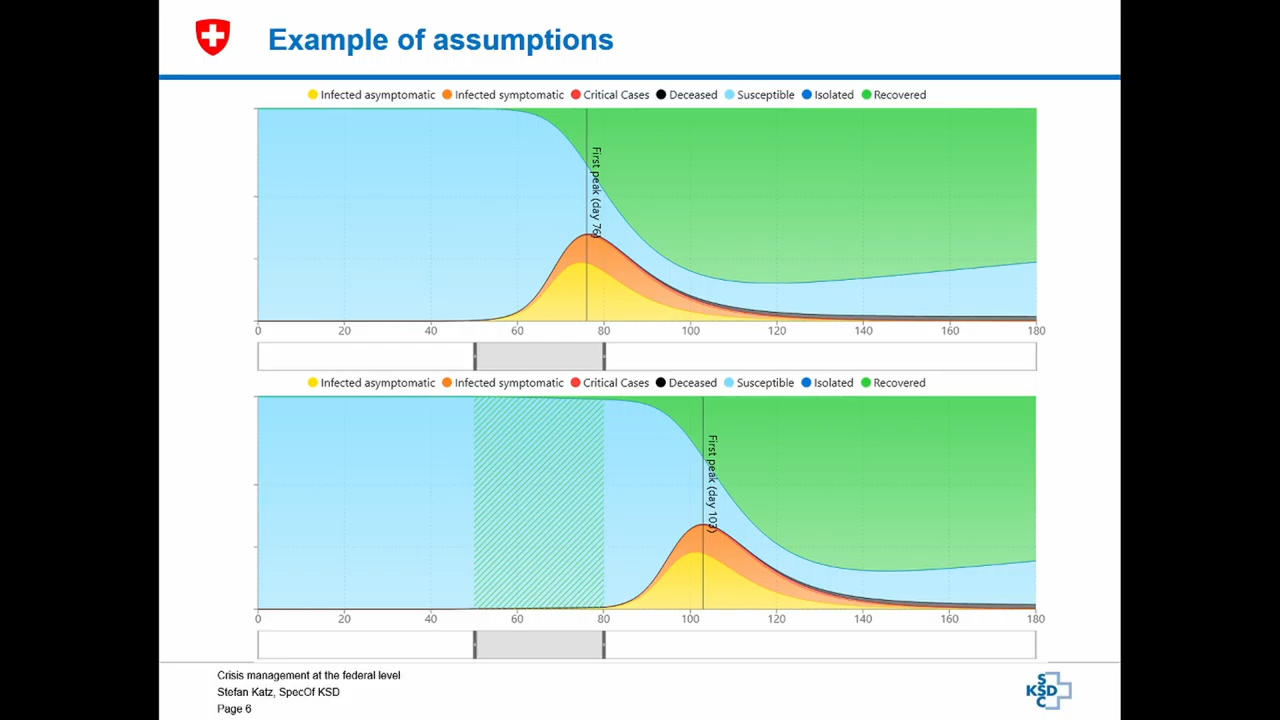 Example of assumptions
Infected asymptomatic Infected symptomatic Critical Cases Deceased Susceptible Isolated Recovered
First peak (day 76)
0 20 40 60 80 100 120 140 160 180
Infected asymptomatic Infected symptomatic Critical Cases Deceased Susceptible Isolated Recovered
First peak (day 103)
0 20 40 60 80 100 120 140 160 180
Crisis management at the federal level
Stefan Katz, SpecOf KSD
Page 6
S
KSD
C